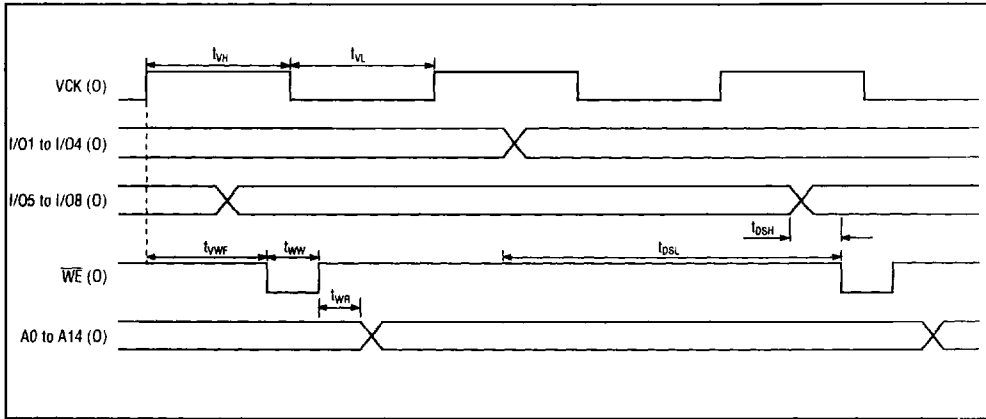 tVH
tVL
VCK (O)
I/O1 to I/O4 (O)
I/O5 to I/O8 (O)
tDSH
tVWF
tWW
tDSL
WE (O)
tWR
A0 to A14 (O)